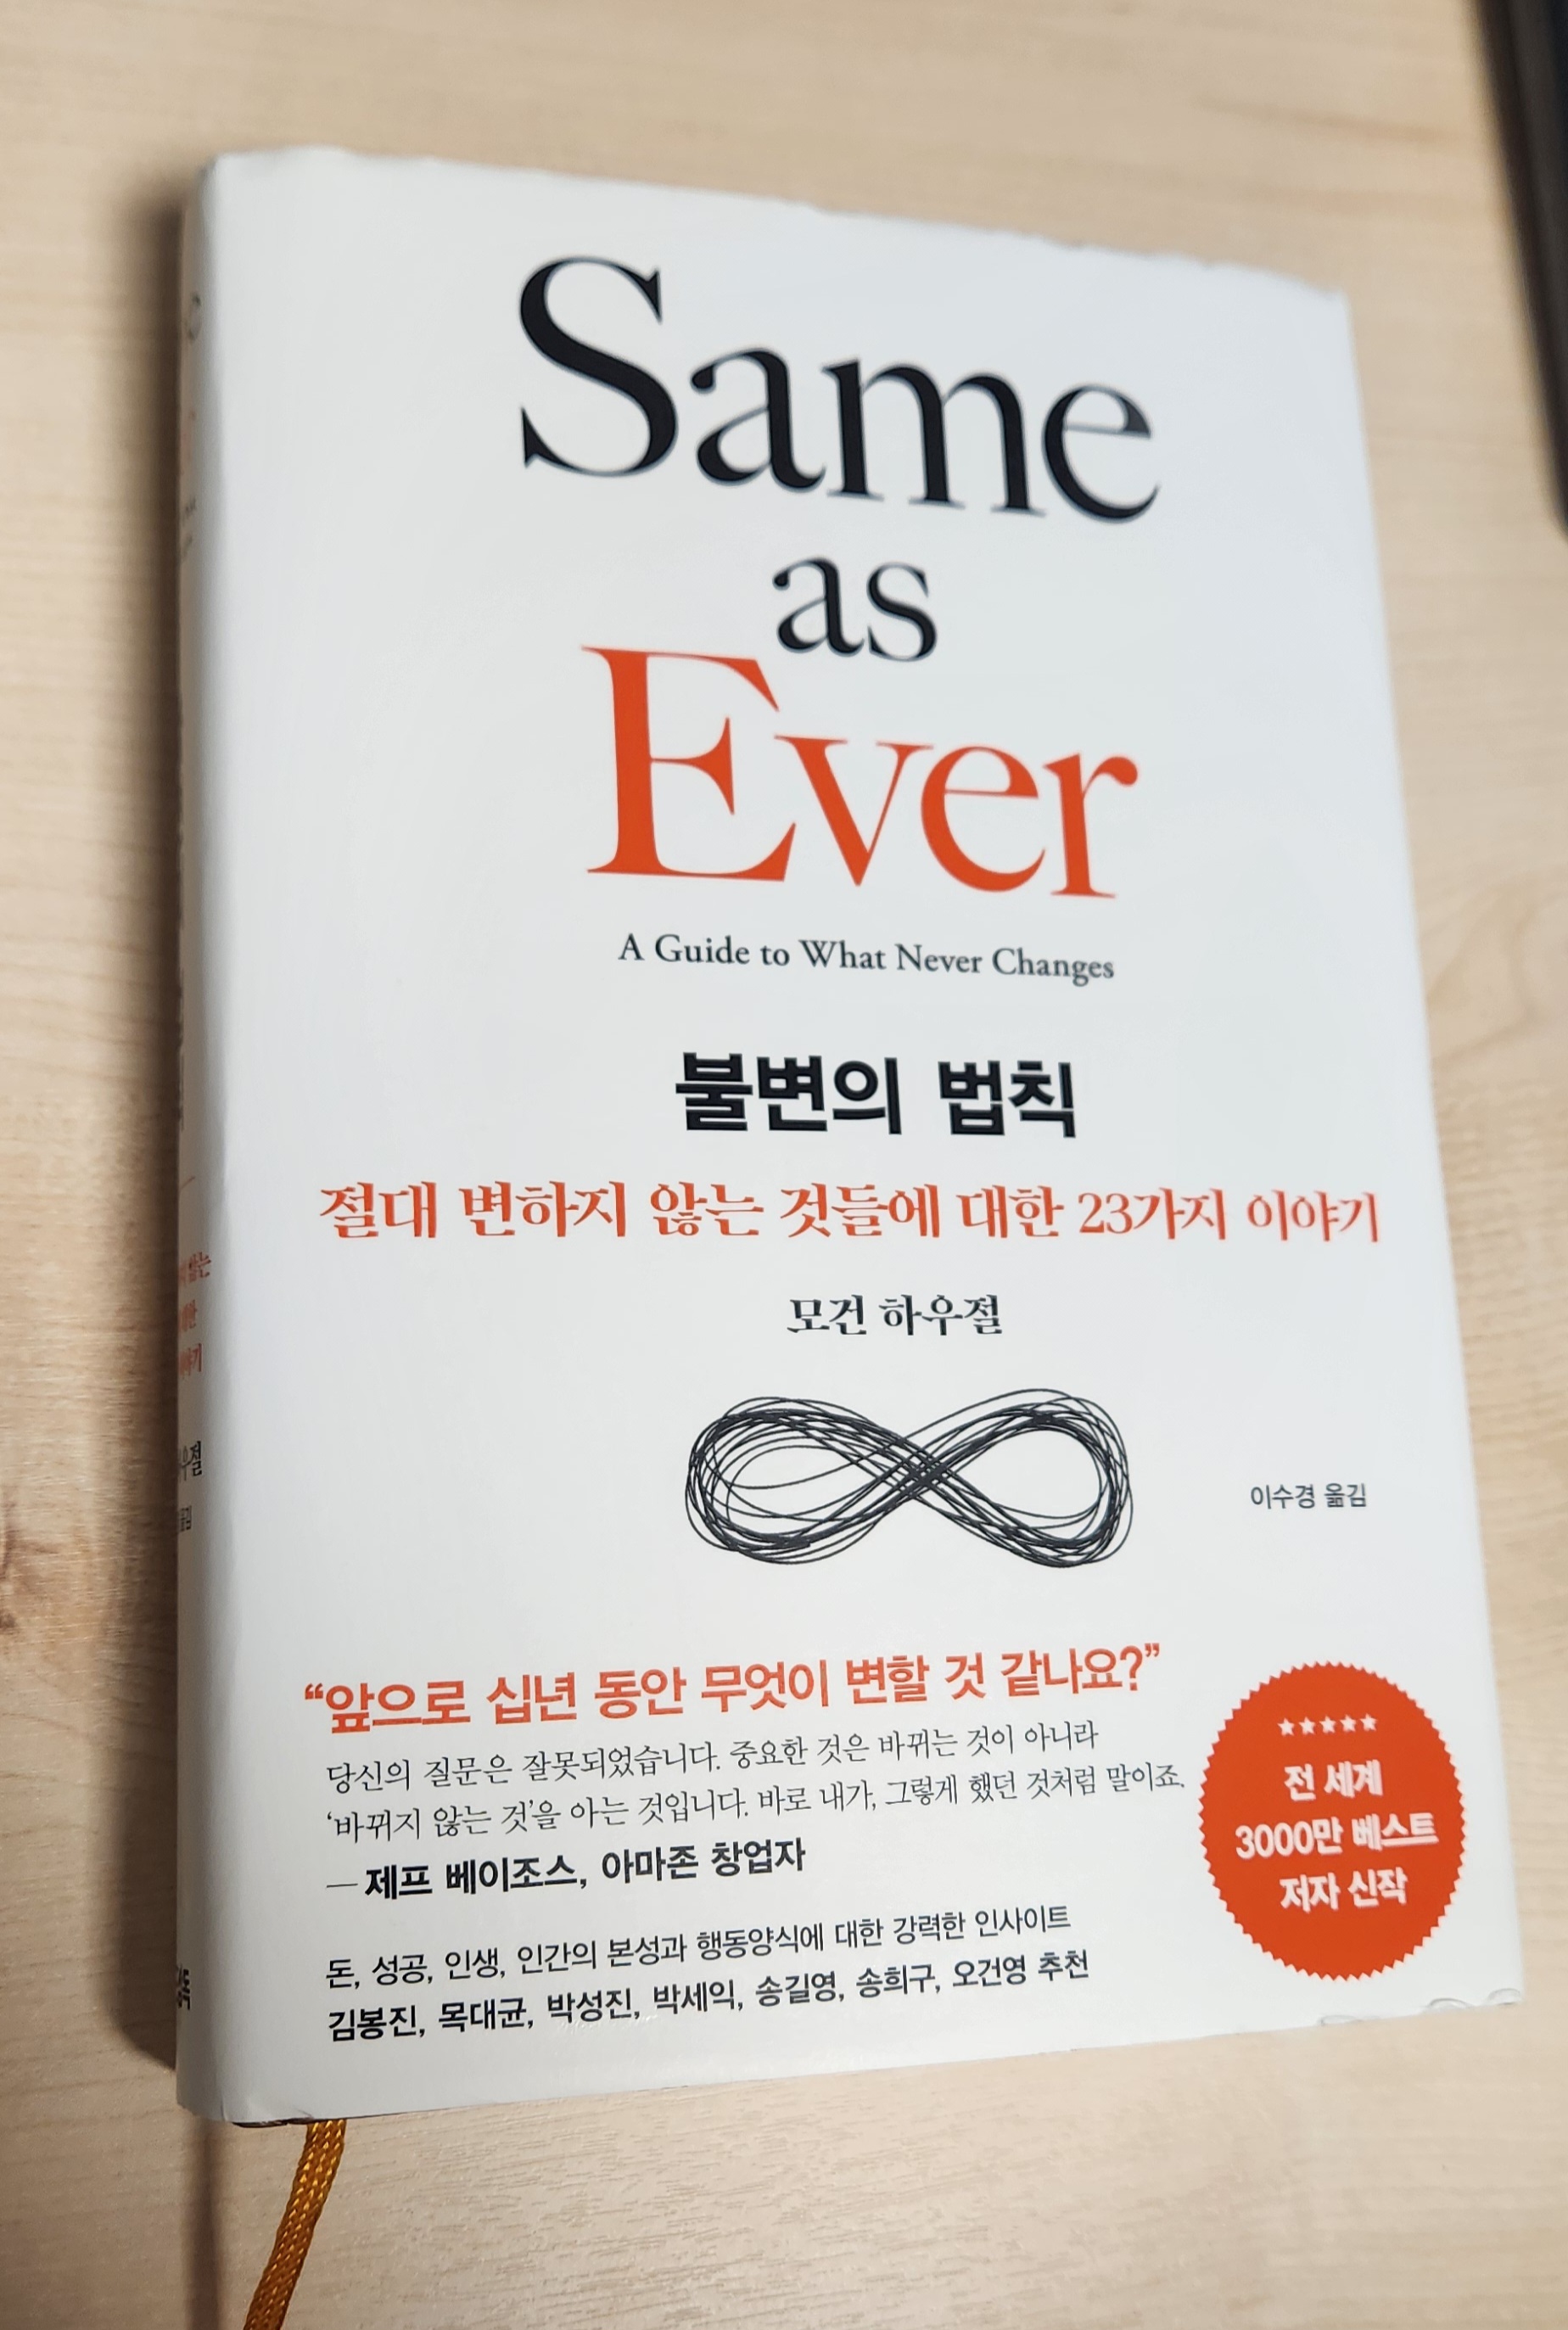 Same
as
Ever
A Guide to What Never Changes
불변의 법칙
절대 변하지 않는 것들에 대한 23가지 이야기
모건 하우절
이수경 옮김
“앞으로 십년 동안 무엇이 변할 것 같나요?”
당신의 질문은 잘못되었습니다. 중요한 것은 바뀌는 것이 아니라
‘바뀌지 않는 것’을 아는 것입니다. 바로 내가, 그렇게 했던 것처럼 말이죠.
— 제프 베이조스, 아마존 창업자
돈, 성공, 인생, 인간의 본성과 행동양식에 대한 강력한 인사이트
김봉진, 목대균, 박성진, 박세익, 송길영, 송희구, 오건영 추천
★★★★★
전 세계
3000만 베스트
저자 신작